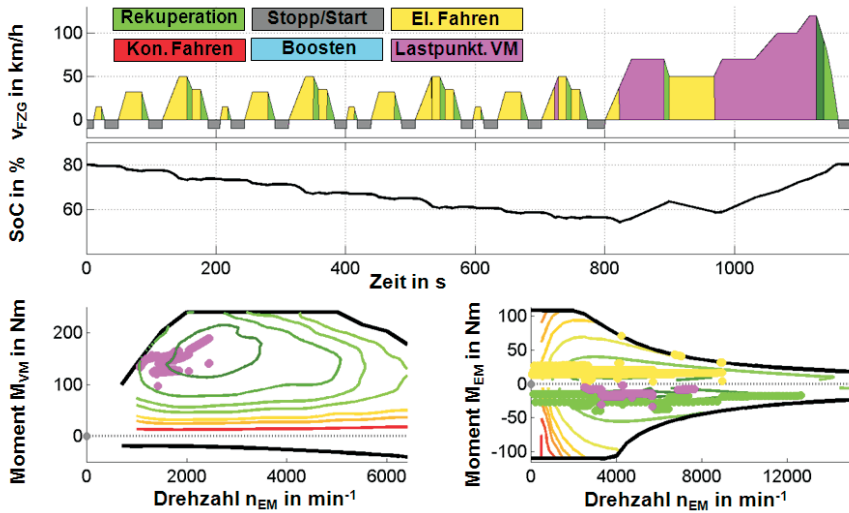 Rekuperation Stopp/Start El. Fahren
Kon. Fahren Boosten Lastpunkt. VM
v_FZG in km/h
100
50
0
SoC in %
80
60
0 200 400 600 800 1000
Zeit in s
Moment M_VM in Nm
200
100
0
0 2000 4000 6000
Drehzahl n_EM in min⁻¹
Moment M_EM in Nm
100
50
0
-50
-100
0 4000 8000 12000
Drehzahl n_EM in min⁻¹